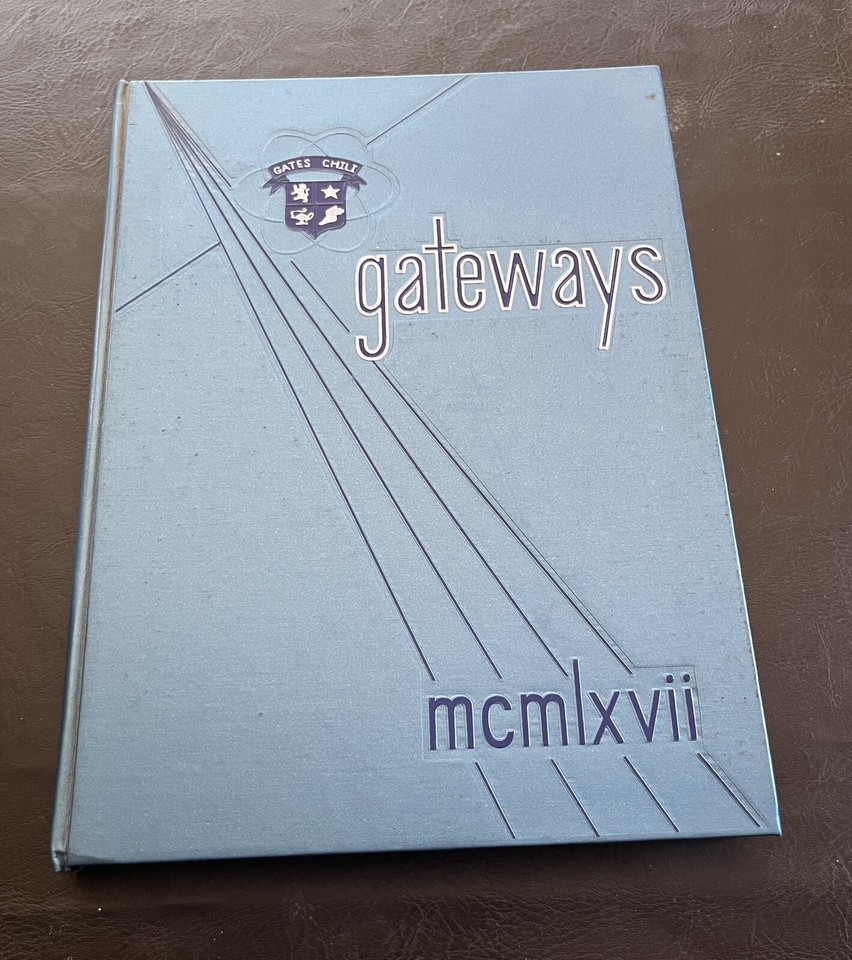 GATES CHILI
gateways
mcmlxvii